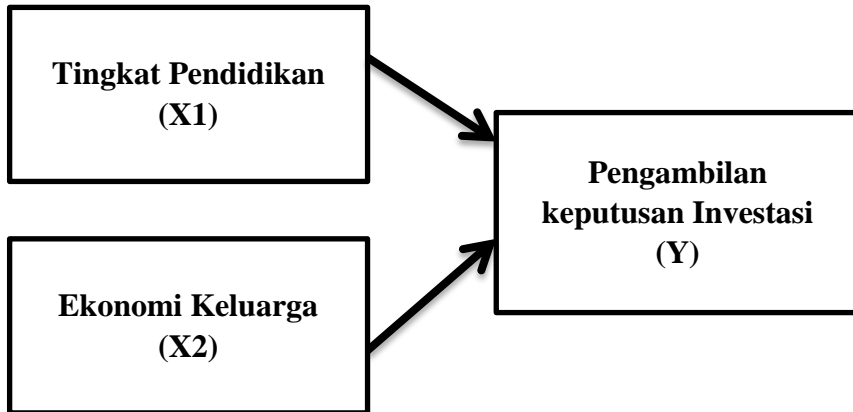 Tingkat Pendidikan
(X1)
Pengambilan
keputusan Investasi
(Y)
Ekonomi Keluarga
(X2)